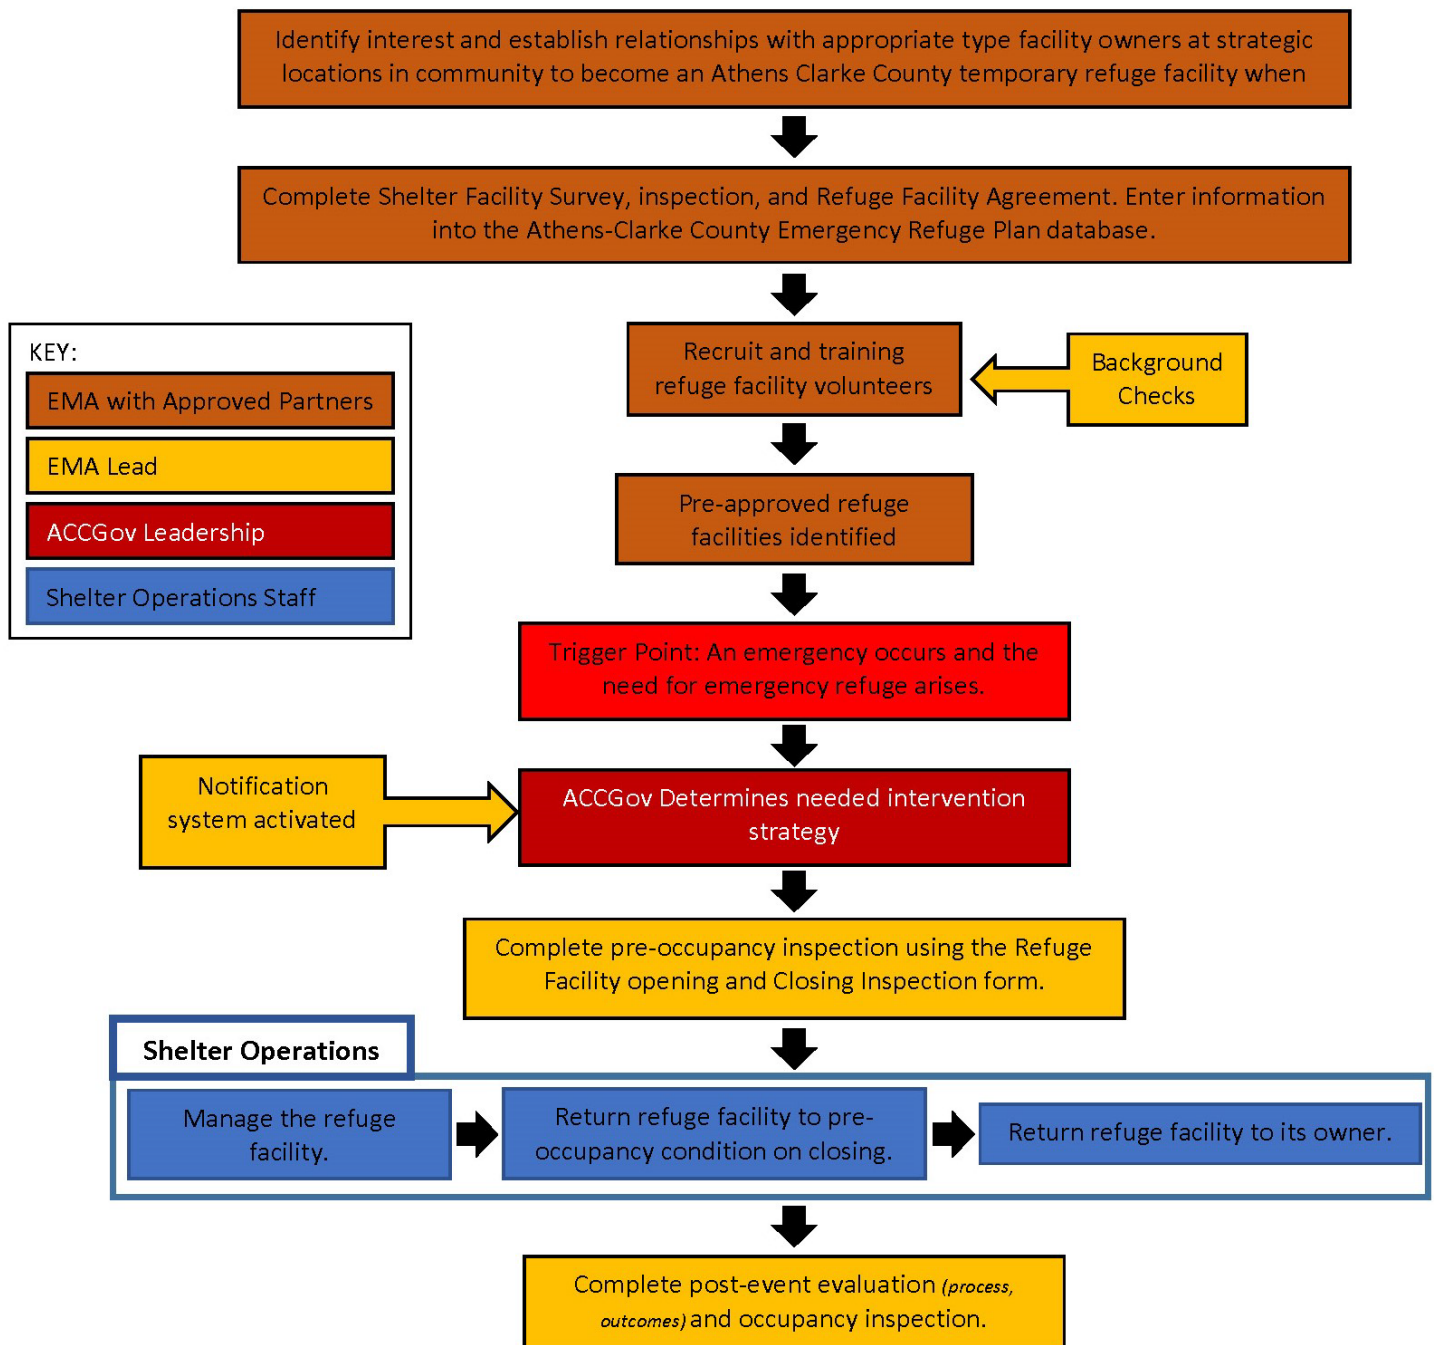 Identify interest and establish relationships with appropriate type facility owners at strategic
locations in community to become an Athens Clarke County temporary refuge facility when
Complete Shelter Facility Survey, inspection, and Refuge Facility Agreement. Enter information
into the Athens-Clarke County Emergency Refuge Plan database.
KEY:
EMA with Approved Partners
EMA Lead
ACCGov Leadership
Shelter Operations Staff
Recruit and training
refuge facility volunteers
Background
Checks
Pre-approved refuge
facilities identified
Trigger Point: An emergency occurs and the
need for emergency refuge arises.
Notification
system activated
ACCGov Determines needed intervention
strategy
Complete pre-occupancy inspection using the Refuge
Facility opening and Closing Inspection form.
Shelter Operations
Manage the refuge
facility.
Return refuge facility to pre-
occupancy condition on closing.
Return refuge facility to its owner.
Complete post-event evaluation (process,
outcomes) and occupancy inspection.